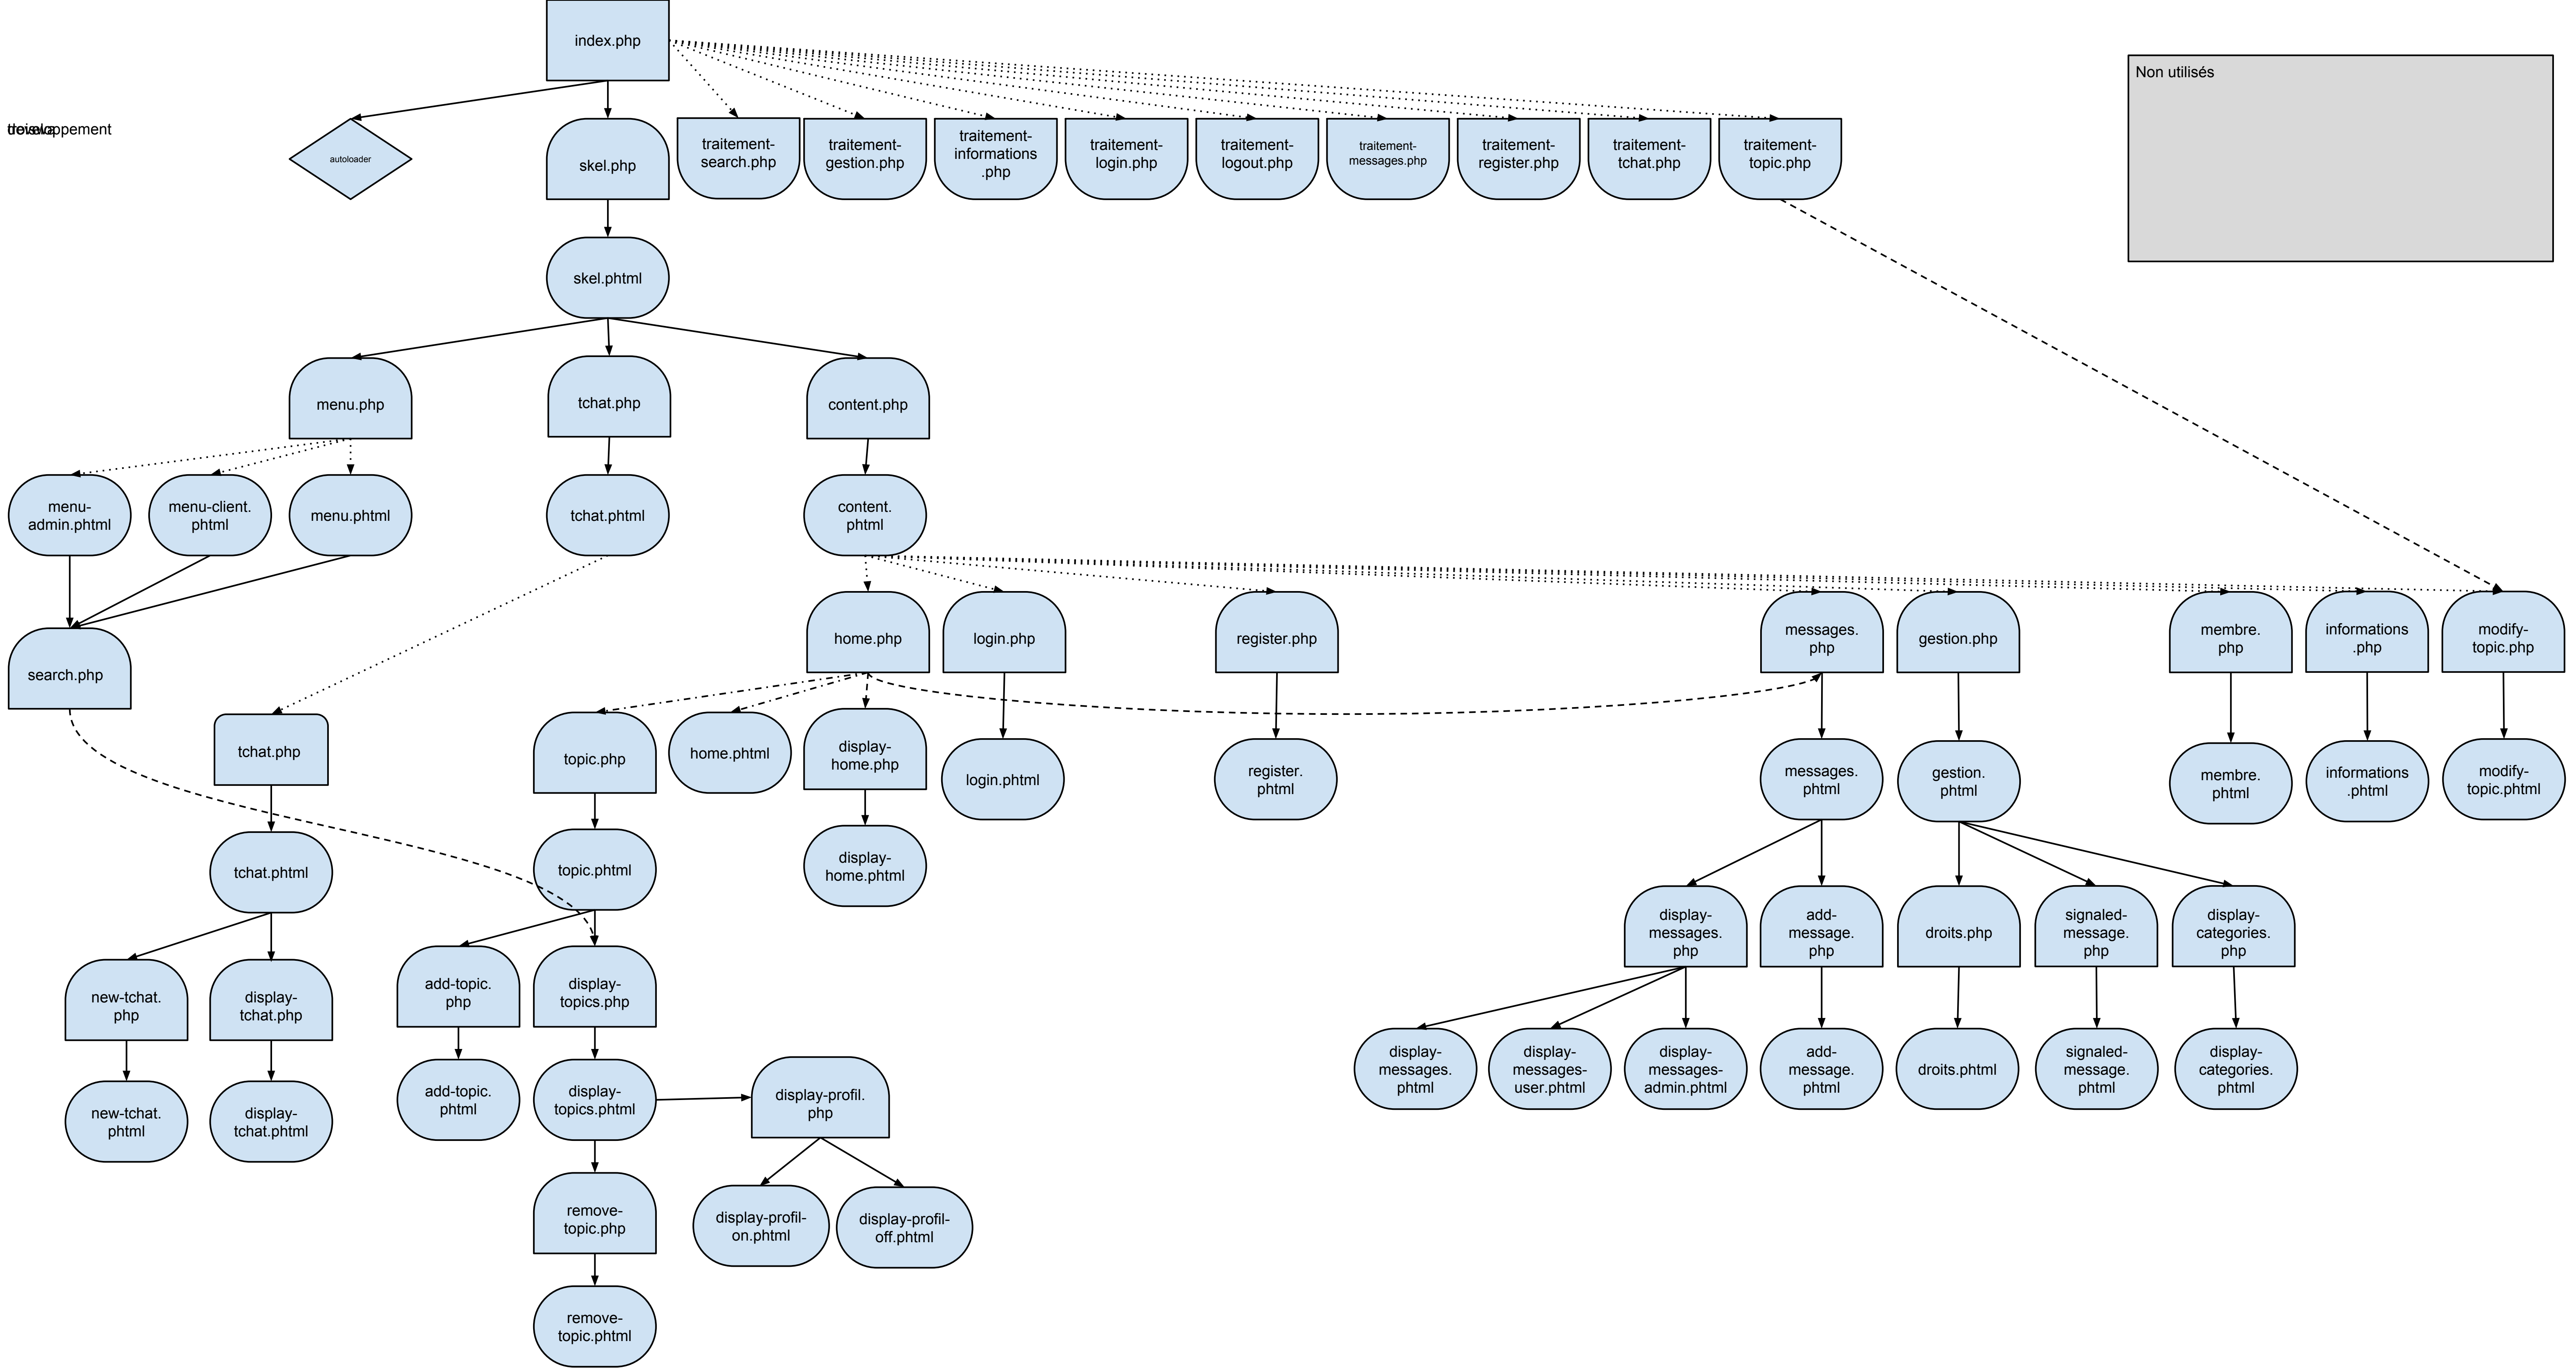 index.php
Non utilisés
autoloader
skel.php
traitement-
search.php
traitement-
gestion.php
traitement-
informations
.php
traitement-
login.php
traitement-
logout.php
traitement-
messages.php
traitement-
register.php
traitement-
tchat.php
traitement-
topic.php
skel.phtml
menu.php
tchat.php
content.php
menu-
admin.phtml
menu-client.
phtml
menu.phtml
tchat.phtml
content.
phtml
search.php
home.php
login.php
register.php
messages.
php
gestion.php
membre.
php
informations
.php
modify-
topic.php
tchat.php
topic.php
home.phtml
display-
home.php
login.phtml
register.
phtml
messages.
phtml
gestion.
phtml
membre.
phtml
informations
.phtml
modify-
topic.phtml
tchat.phtml
topic.phtml
display-
home.phtml
display-
messages.
php
add-
message.
php
droits.php
signaled-
message.
php
display-
categories.
php
new-tchat.
php
display-
tchat.php
add-topic.
php
display-
topics.php
display-
messages.
phtml
display-
messages-
user.phtml
display-
messages-
admin.phtml
add-
message.
phtml
droits.phtml
signaled-
message.
phtml
display-
categories.
phtml
new-tchat.
phtml
display-
tchat.phtml
add-topic.
phtml
display-
topics.phtml
display-profil.
php
remove-
topic.php
display-profil-
on.phtml
display-profil-
off.phtml
remove-
topic.phtml